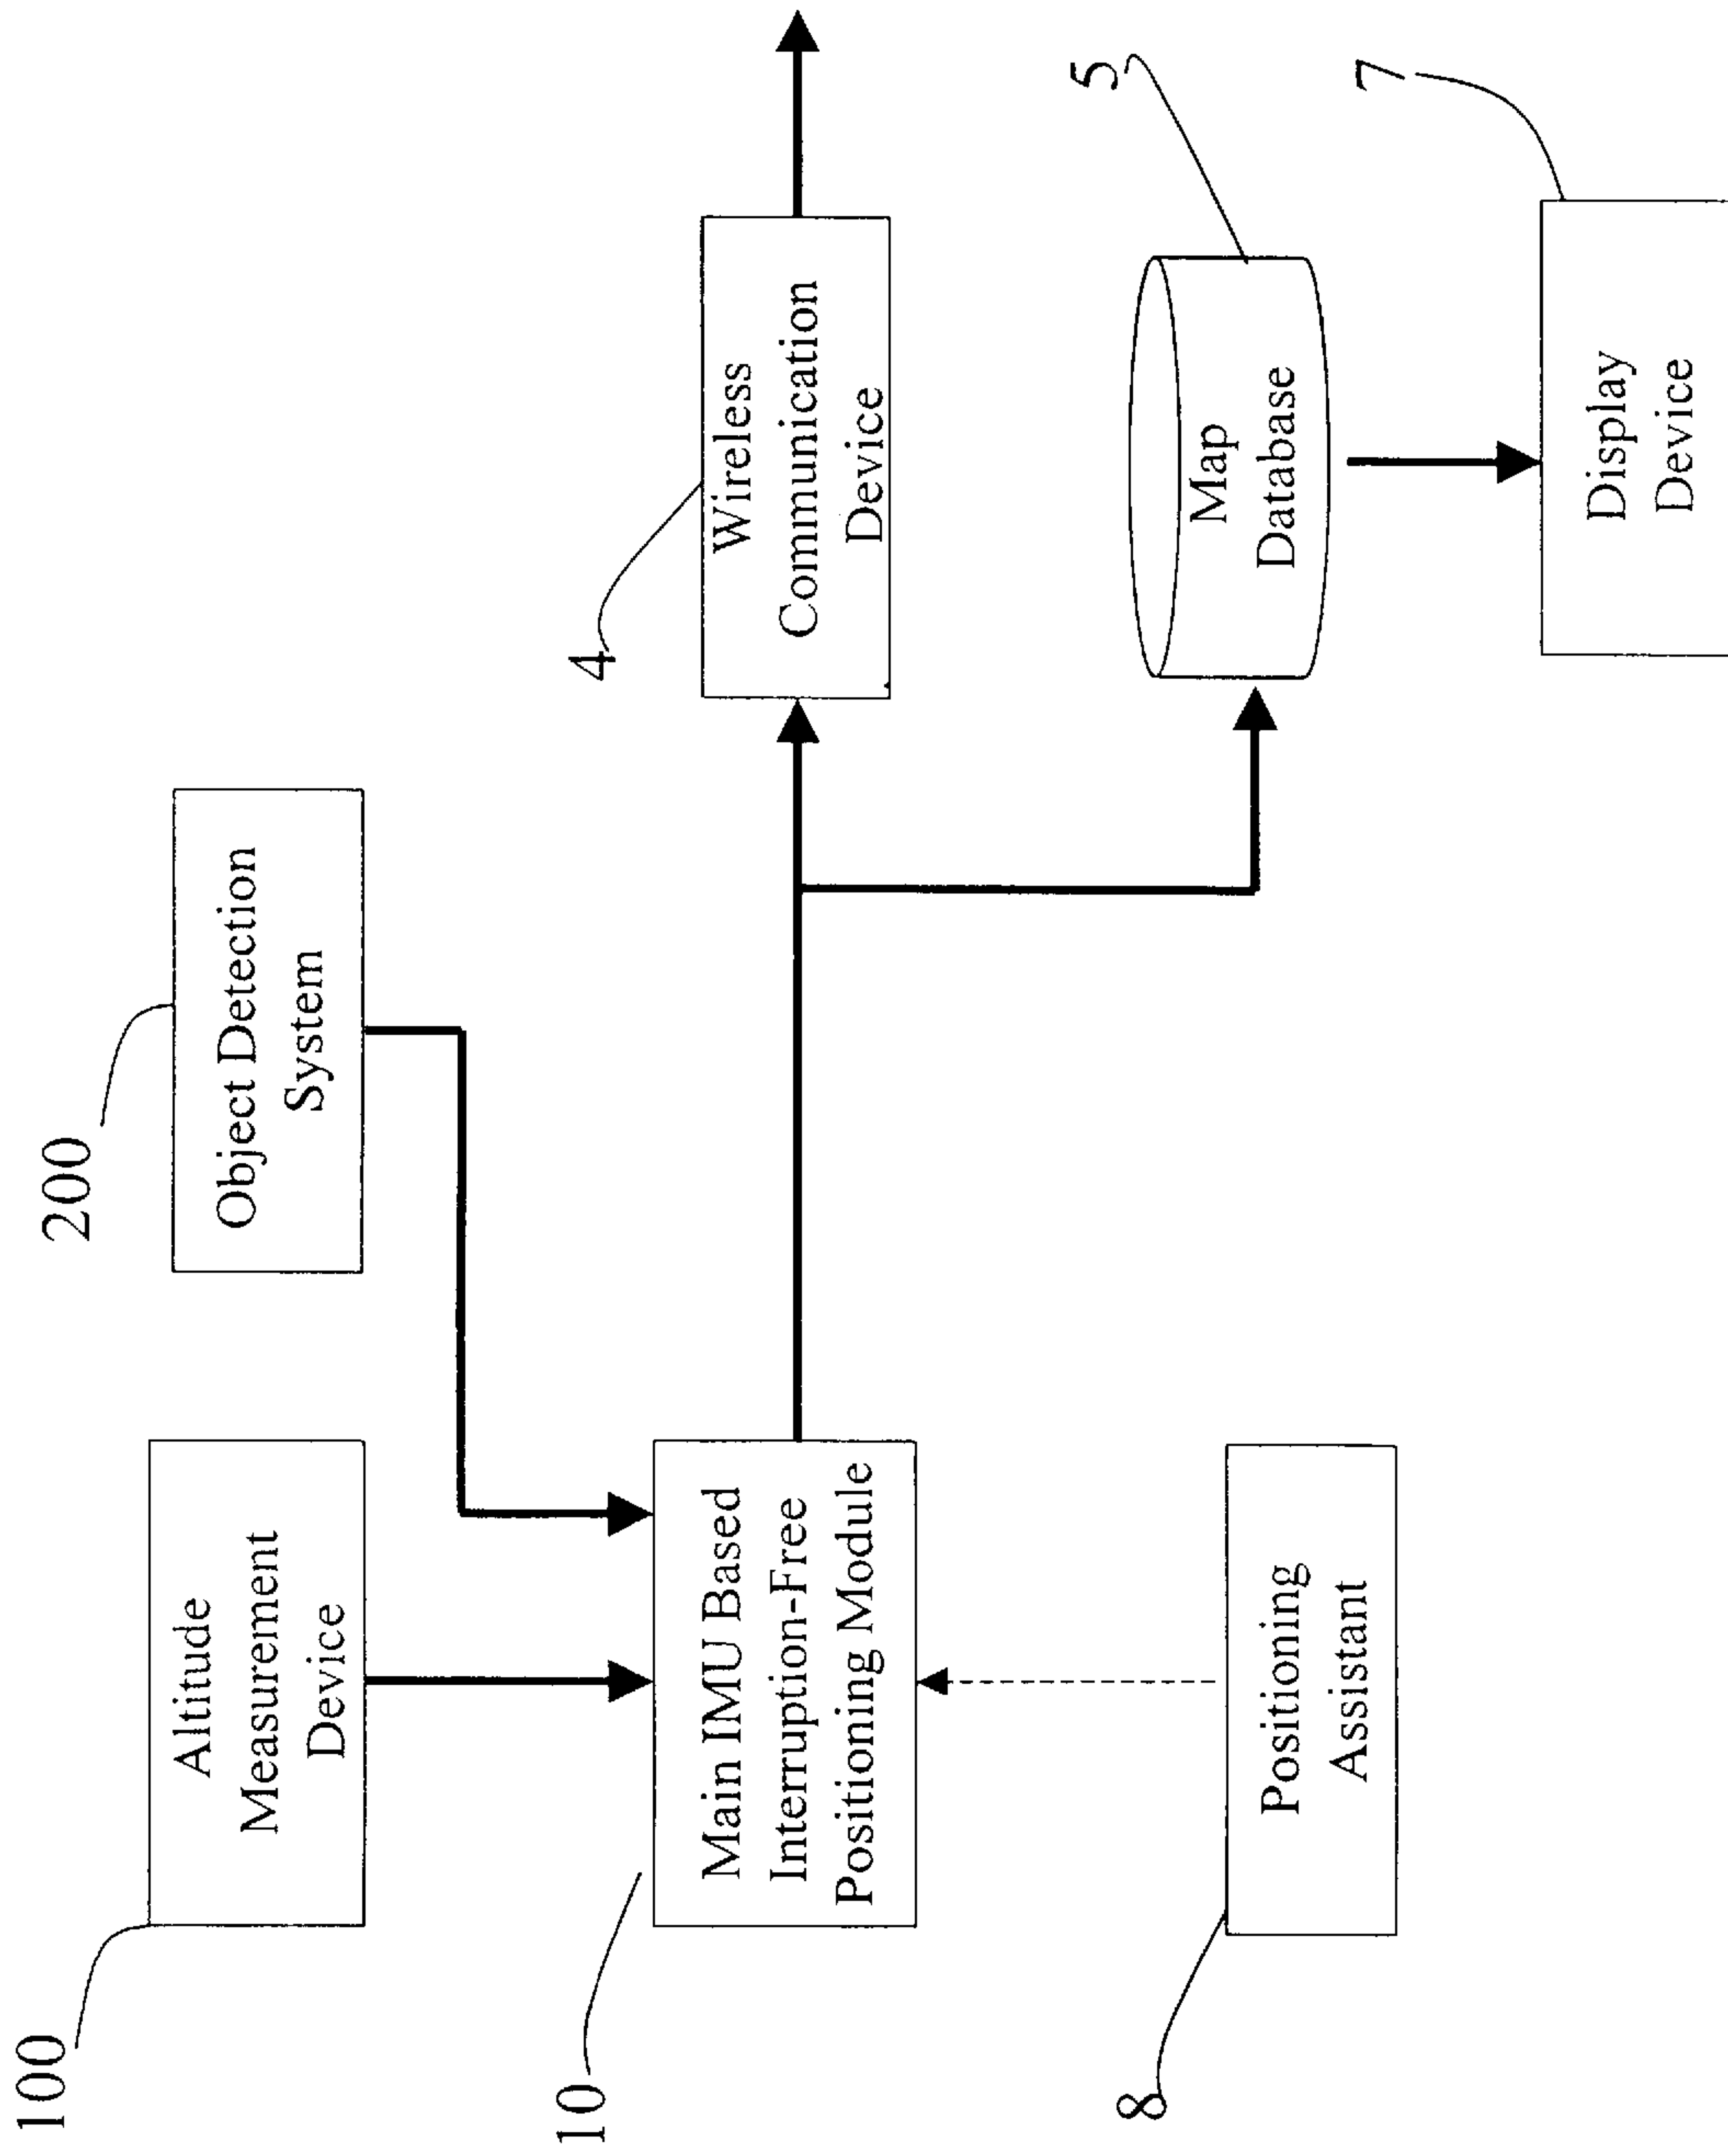 100
Altitude
Measurement
Device
200
Object Detection
System
10
Main IMU Based
Interruption-Free
Positioning Module
4
Wireless
Communication
Device
8
Positioning
Assistant
5
Map
Database
7
Display
Device